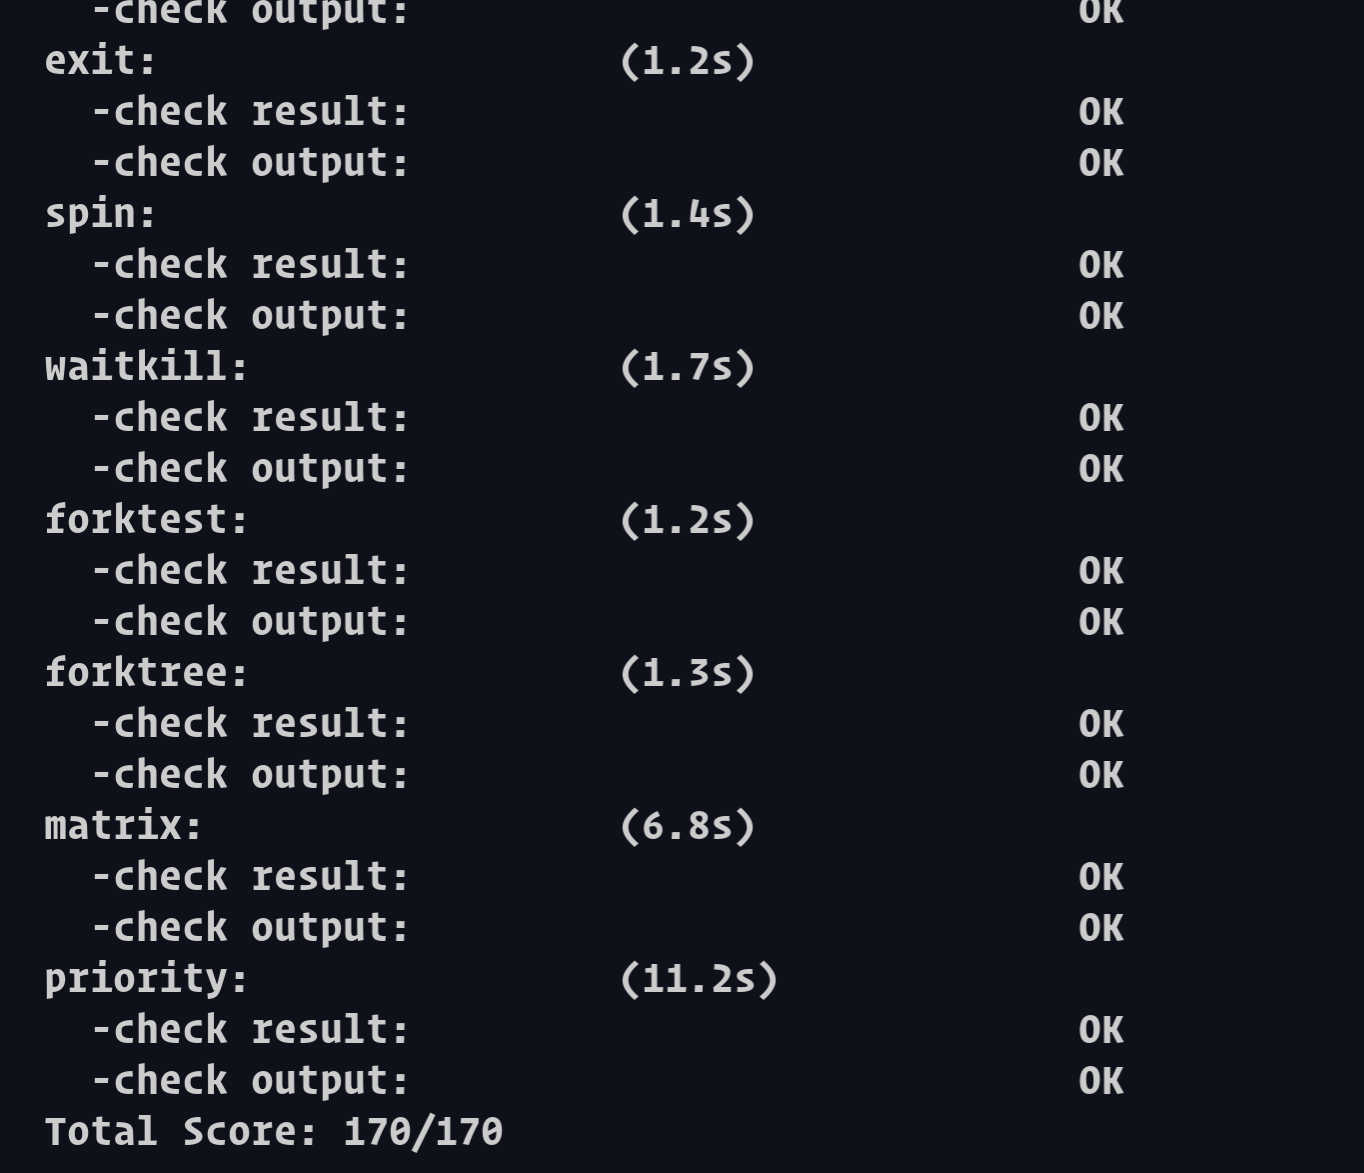 -check output: OK
exit: (1.2s)
-check result: OK
-check output: OK
spin: (1.4s)
-check result: OK
-check output: OK
waitkill: (1.7s)
-check result: OK
-check output: OK
forktest: (1.2s)
-check result: OK
-check output: OK
forktree: (1.3s)
-check result: OK
-check output: OK
matrix: (6.8s)
-check result: OK
-check output: OK
priority: (11.2s)
-check result: OK
-check output: OK
Total Score: 170/170